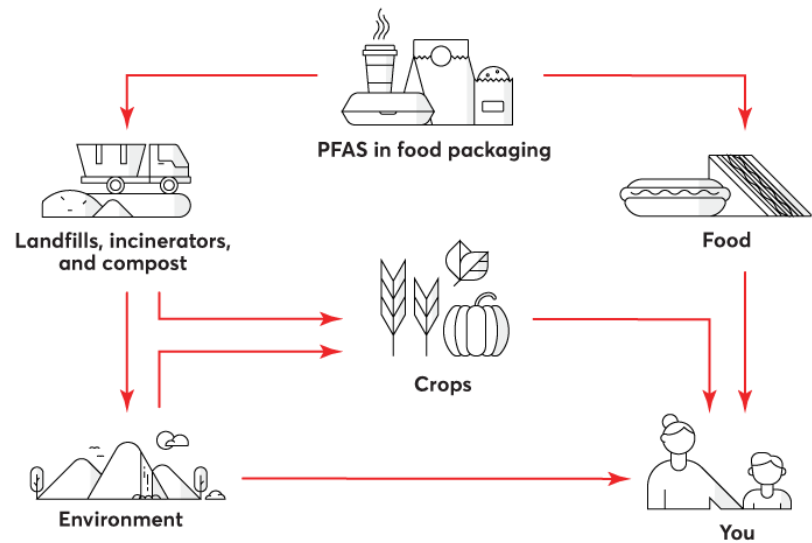 PFAS in food packaging
Landfills, incinerators,
and compost
Food
Crops
Environment
You